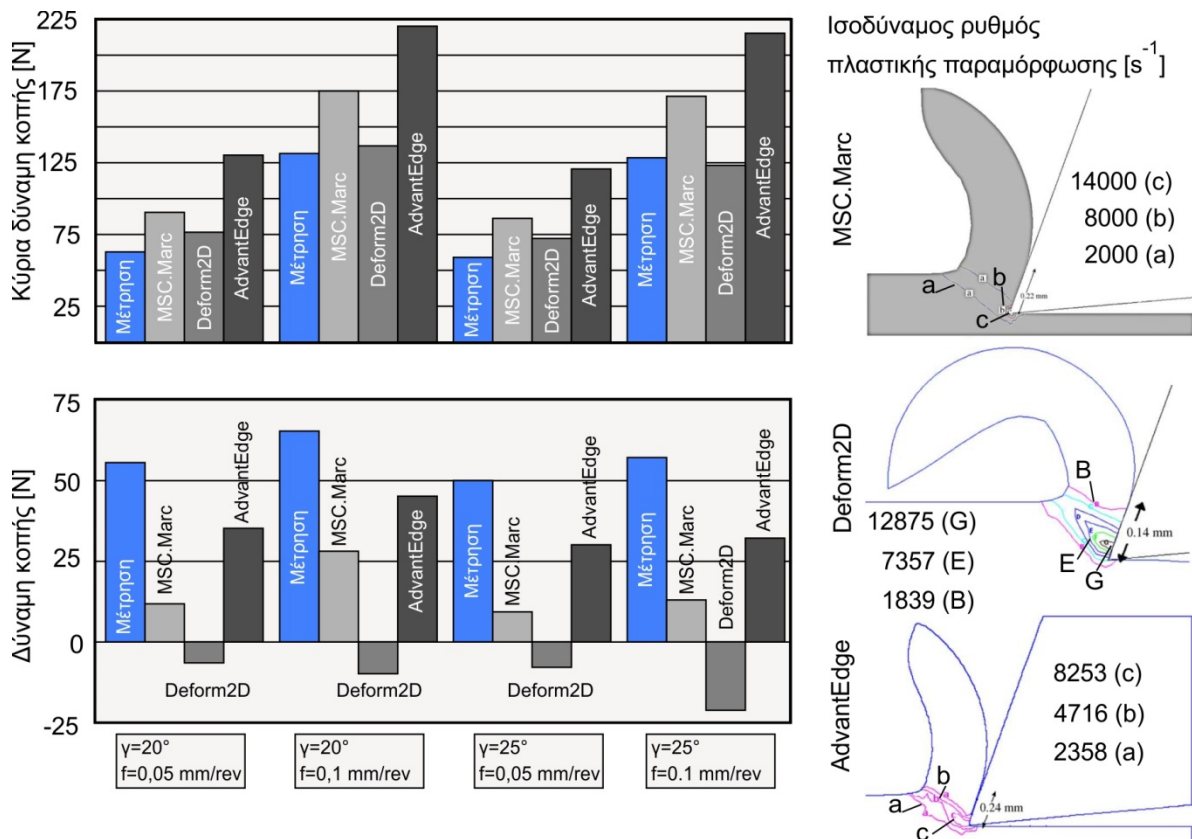 Κύρια δύναμη κοπής [N]
225
175
125
75
25
Μέτρηση
MSC.Marc
Deform2D
AdvantEdge
Μέτρηση
MSC.Marc
Deform2D
AdvantEdge
Μέτρηση
MSC.Marc
Deform2D
AdvantEdge
Μέτρηση
MSC.Marc
Deform2D
AdvantEdge
Δύναμη κοπής [N]
75
50
25
0
-25
Μέτρηση
MSC.Marc
Deform2D
AdvantEdge
Μέτρηση
MSC.Marc
Deform2D
AdvantEdge
Μέτρηση
MSC.Marc
Deform2D
AdvantEdge
Μέτρηση
MSC.Marc
Deform2D
AdvantEdge
γ=20°
f=0,05 mm/rev
γ=20°
f=0,1 mm/rev
γ=25°
f=0,05 mm/rev
γ=25°
f=0.1 mm/rev
Ισοδύναμος ρυθμός
πλαστικής παραμόρφωσης [s⁻¹]
MSC.Marc
14000 (c)
8000 (b)
2000 (a)
a
b
c
a
a
0.22 mm
Deform2D
B
12875 (G)
7357 (E)
1839 (B)
E
G
0.14 mm
AdvantEdge
8253 (c)
4716 (b)
2358 (a)
a
b
c
0.24 mm